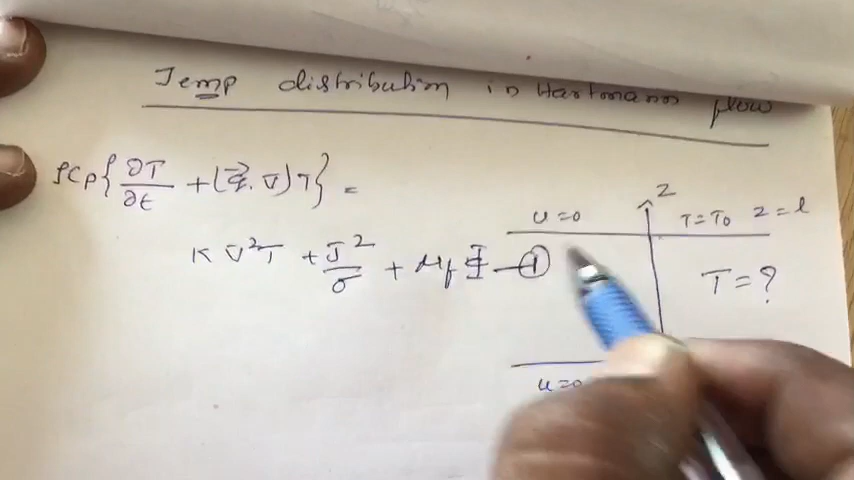 Temp distribution in Hartmann flow
ρCp{∂T/∂t + (q⃗.∇)T} =
K ∇²T + J²/σ + μf Φ —①
z
u=0
T=T₀ z=l
T=?
u=0